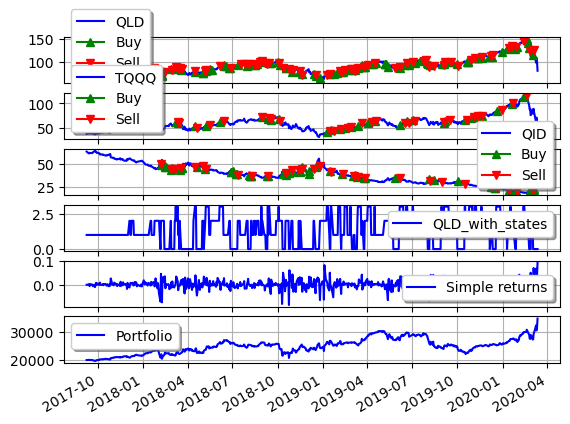 QLD
Buy
Sell
150
100
TQQQ
Buy
Sell
100
50
QID
Buy
Sell
50
25
QLD_with_states
2.5
0.0
Simple returns
0.1
0.0
Portfolio
30000
20000
2017-10
2018-01
2018-04
2018-07
2018-10
2019-01
2019-04
2019-07
2019-10
2020-01
2020-04